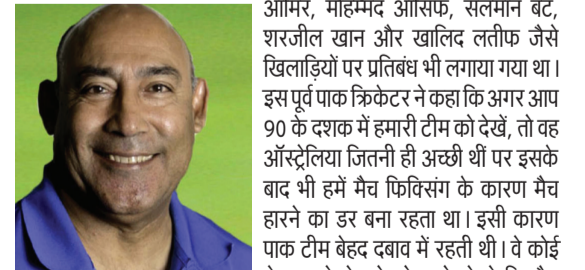 आमिर, मोहम्मद आसिफ, सलमान बट,
शरजील खान और खालिद लतीफ जैसे
खिलाड़ियों पर प्रतिबंध भी लगाया गया था।
इस पूर्व पाक क्रिकेटर ने कहा कि अगर आप
90 के दशक में हमारी टीम को देखें, तो वह
ऑस्ट्रेलिया जितनी ही अच्छी थीं पर इसके
बाद भी हमें मैच फिक्सिंग के कारण मैच
हारने का डर बना रहता था। इसी कारण
पाक टीम बेहद दबाव में रहती थी। वे कोई